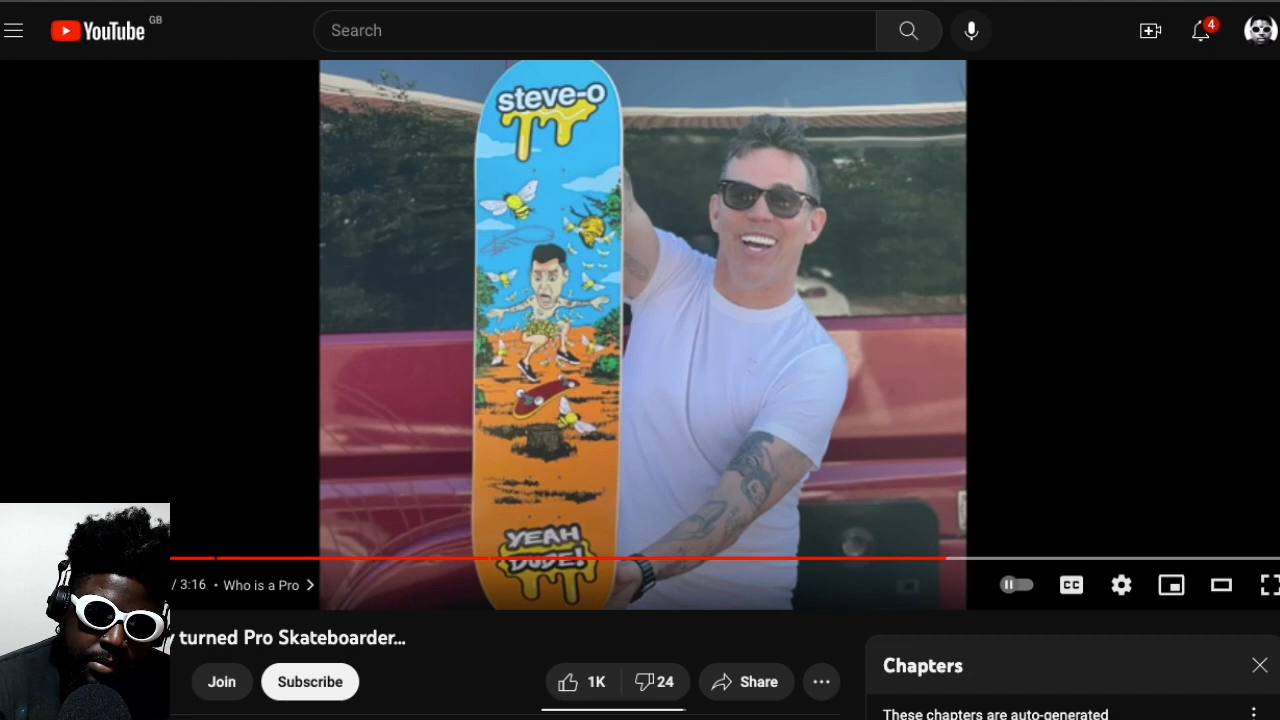 YouTube GB
Search
4
steve-o
YEAH
DUDE!
/ 3:16 • Who is a Pro
CC
turned Pro Skateboarder...
Join
Subscribe
1K
24
Share
Chapters
These chapters are auto-generated